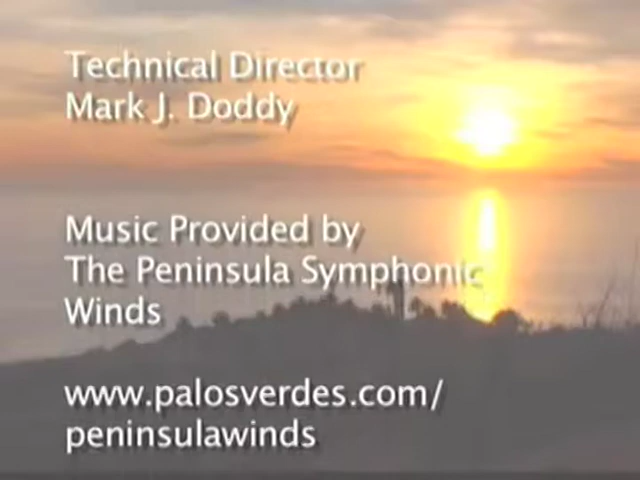 Technical Director
Mark J. Doddy
Music Provided by
The Peninsula Symphonic
Winds
www.palosverdes.com/
peninsulawinds